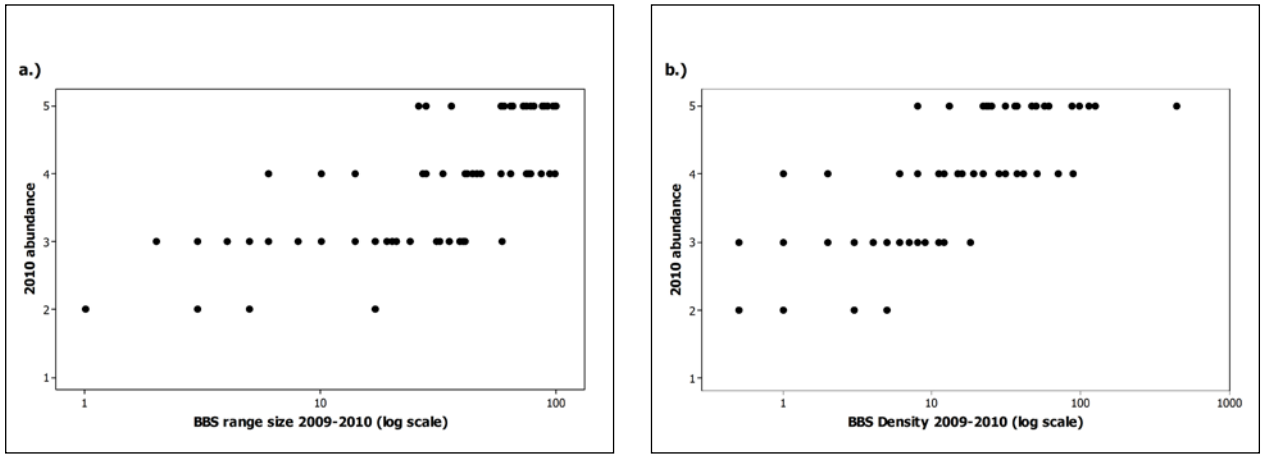 a.)
5
4
3
2
1
2010 abundance
1 10 100
BBS range size 2009-2010 (log scale)
b.)
5
4
3
2
1
2010 abundance
1 10 100 1000
BBS Density 2009-2010 (log scale)